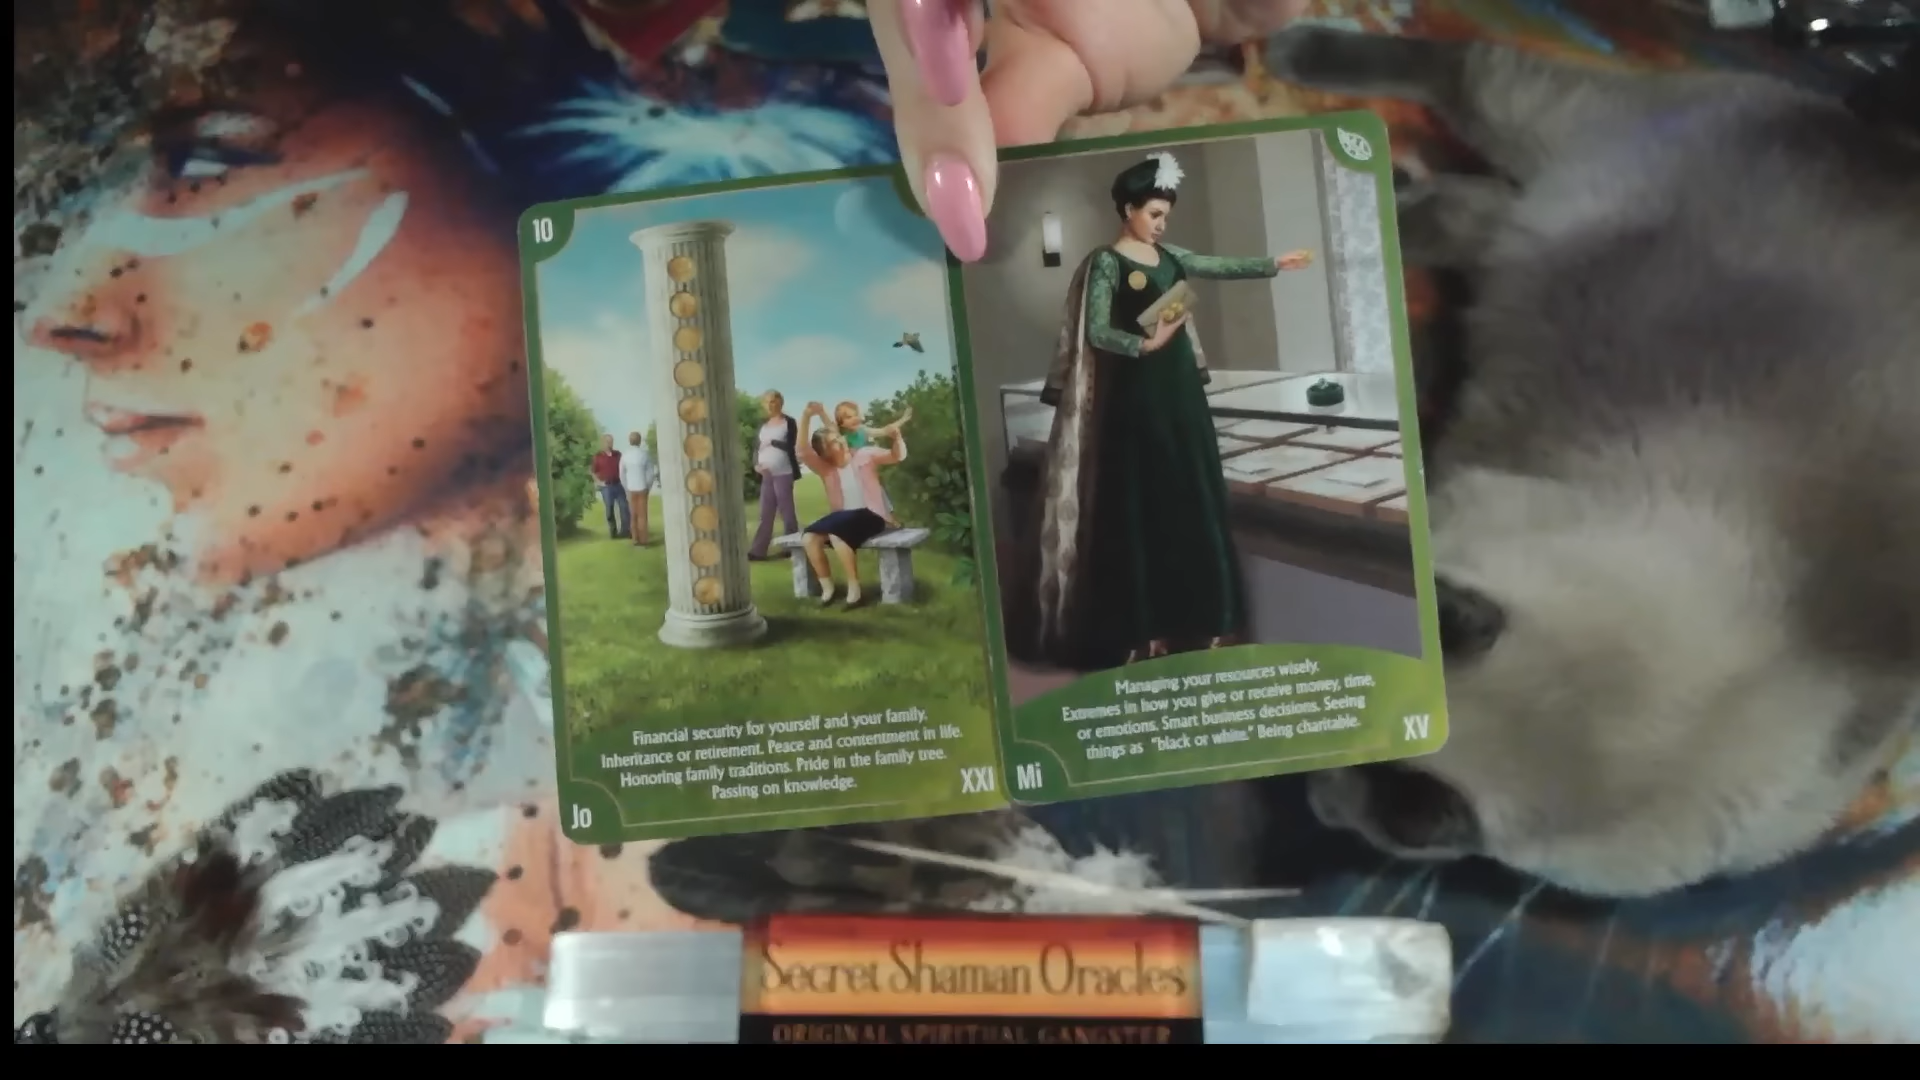 10
Financial security for yourself and your family.
Inheritance or retirement. Peace and contentment in life.
Honoring family traditions. Pride in the family tree.
Passing on knowledge.
Jo
XXI
Managing your resources wisely.
Extremes in how you give or receive money, time,
or emotions. Smart business decisions. Seeing
things as "black or white." Being charitable.
Mi
XV
Secret Shaman Oracles
ORIGINAL SPIRITUAL GANGSTER